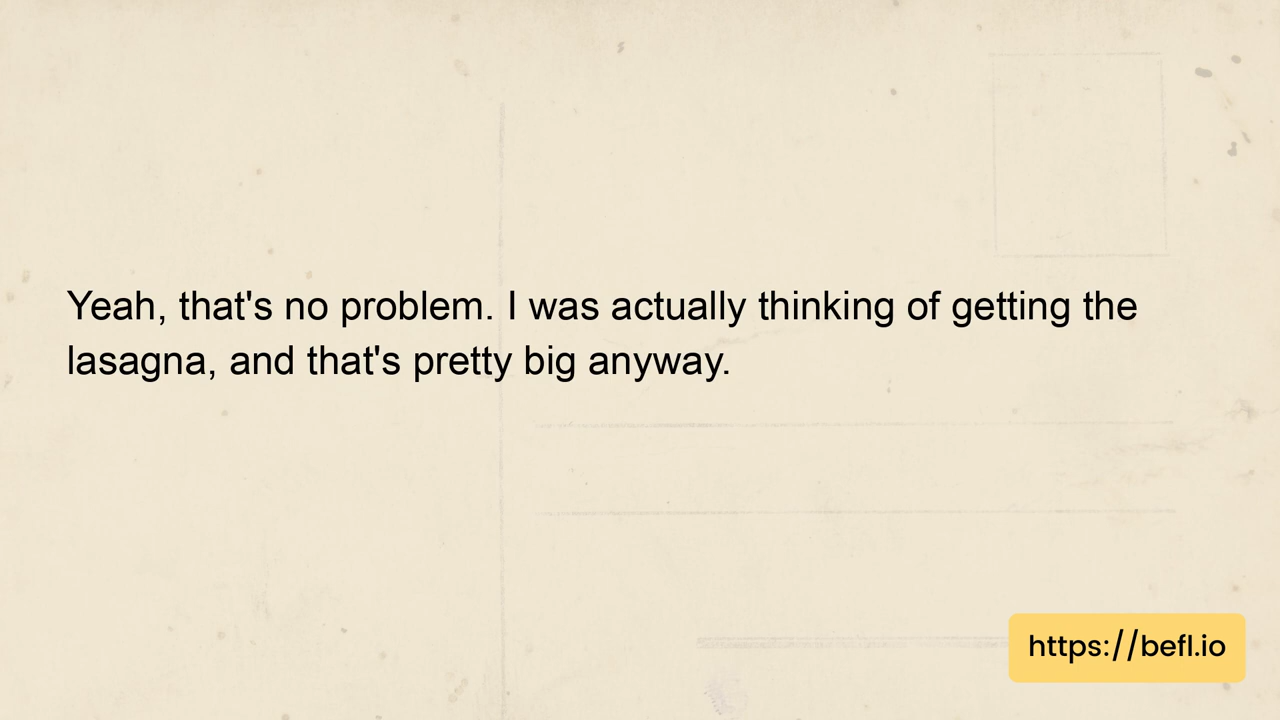 Yeah, that's no problem. I was actually thinking of getting the
lasagna, and that's pretty big anyway.
https://befl.io